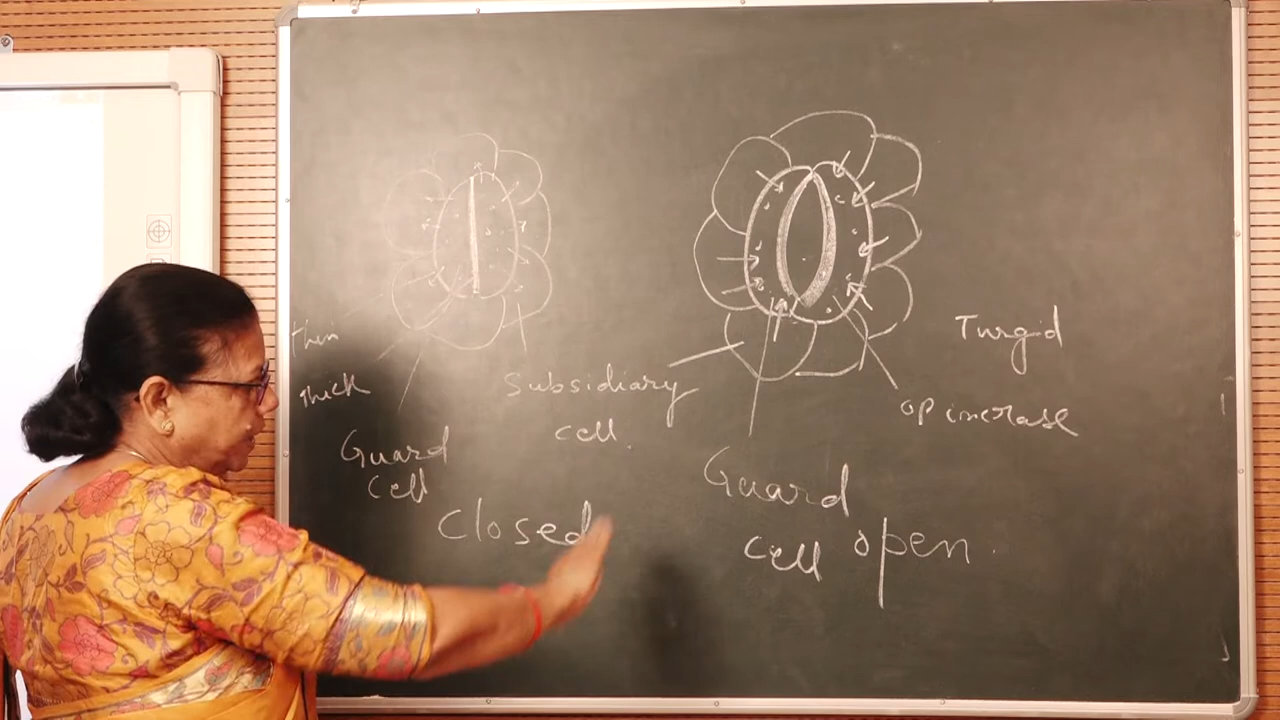 thin
thick
Guard
cell
closed
Subsidiary
cell.
Turgid
op increase
Guard
cell
open.